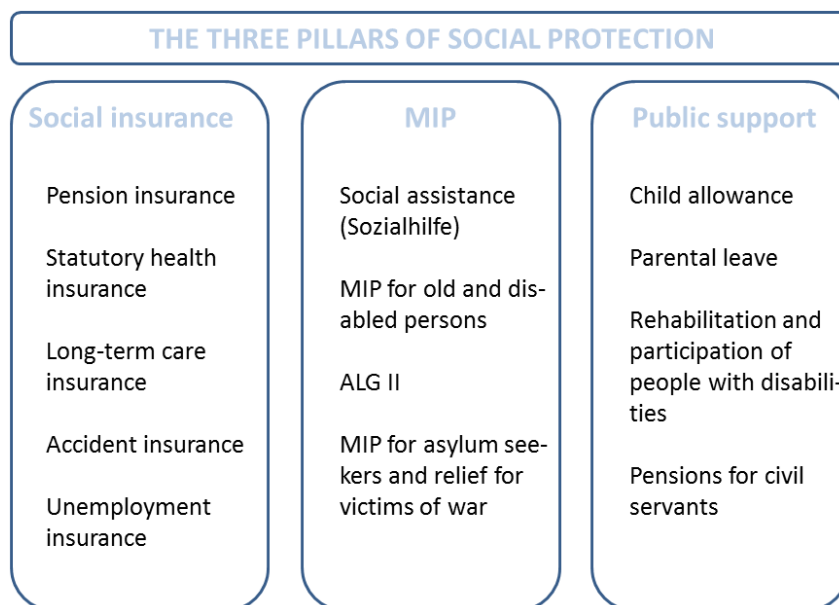 THE THREE PILLARS OF SOCIAL PROTECTION
Social insurance
Pension insurance
Statutory health
insurance
Long-term care
insurance
Accident insurance
Unemployment
insurance
MIP
Social assistance
(Sozialhilfe)
MIP for old and dis-
abled persons
ALG II
MIP for asylum see-
kers and relief for
victims of war
Public support
Child allowance
Parental leave
Rehabilitation and
participation of
people with disabili-
ties
Pensions for civil
servants